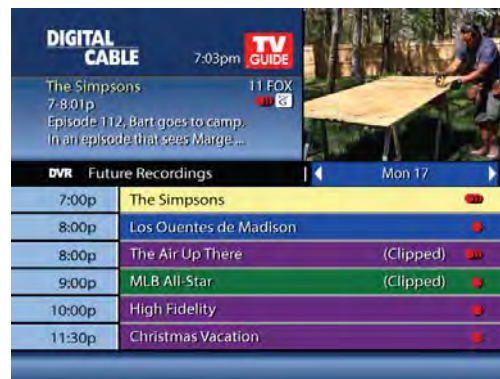 DIGITAL
CABLE
7:03pm
TV
GUIDE
The Simpsons
11 FOX
7-8:01p
Episode 112, Bart goes to camp.
In an episode that sees Marge ...
DVR Future Recordings
Mon 17
7:00p The Simpsons
8:00p Los Ouentes de Madison
8:00p The Air Up There (Clipped)
9:00p MLB All-Star (Clipped)
10:00p High Fidelity
11:30p Christmas Vacation